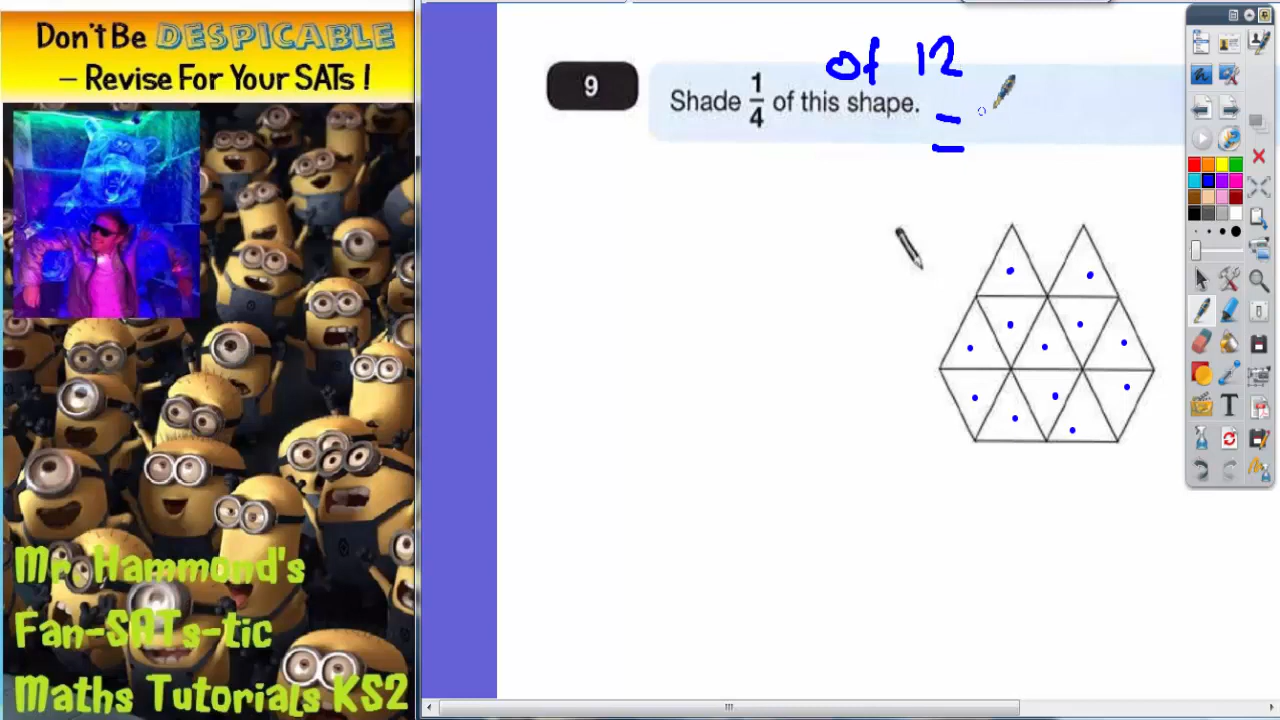 Don't Be DESPICABLE
– Revise For Your SATs !
Mr. Hammond's
Fan-SATs-tic
Maths Tutorials KS2
of 12
9
Shade 1/4 of this shape.
=
T